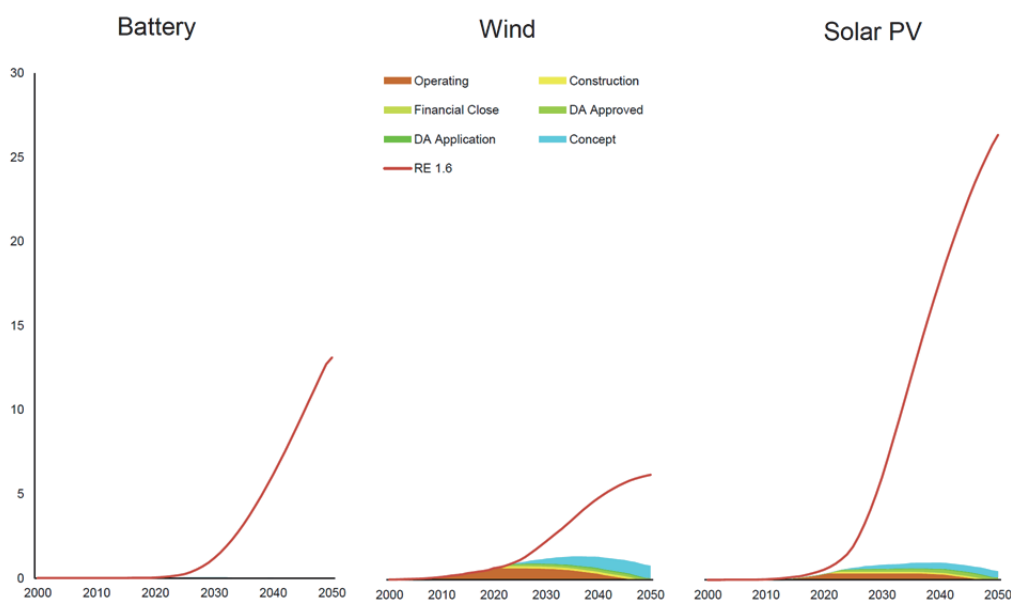 Battery Wind Solar PV
Operating Construction
Financial Close DA Approved
DA Application Concept
RE 1.6
30
25
20
15
10
5
0
2000 2010 2020 2030 2040 2050 2000 2010 2020 2030 2040 2050 2000 2010 2020 2030 2040 2050